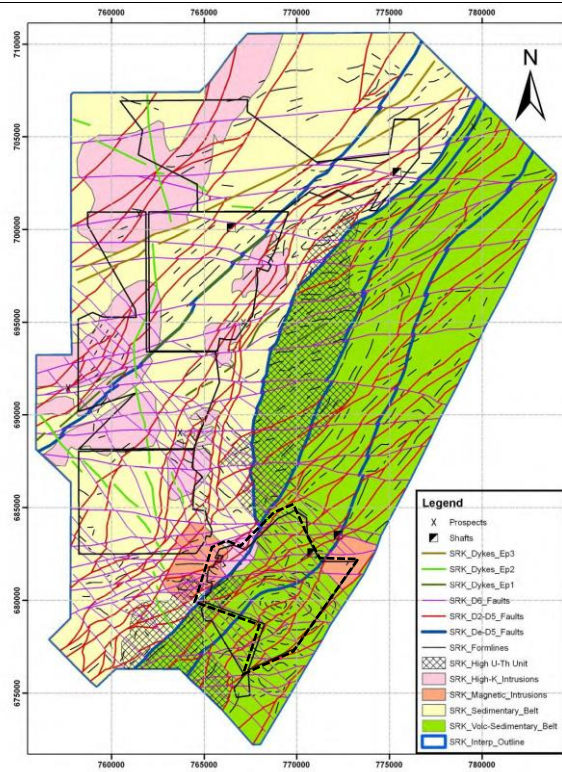 760000 765000 770000 775000 780000
710000
705000
700000
695000
690000
685000
680000
675000
N
Legend
Prospects
Shafts
SRK_Dykes_Ep3
SRK_Dykes_Ep2
SRK_Dykes_Ep1
SRK_D6_Faults
SRK_D2-D5_Faults
SRK_De-D5_Faults
SRK_Formlines
SRK_High U-Th Unit
SRK_High-K_Intrusions
SRK_Magnetic_Intrusions
SRK_Sedimentary_Belt
SRK_Volc-Sedimentary_Belt
SRK_Interp_Outline
760000 765000 770000 775000 780000